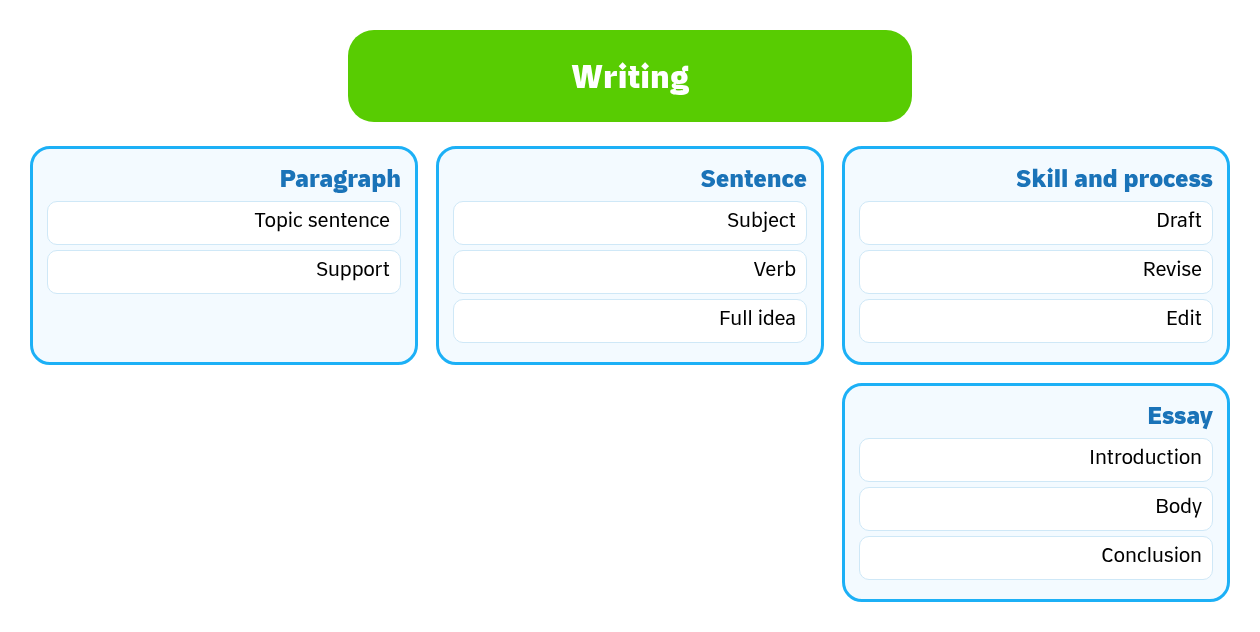 Writing
Skill and process
Draft
Revise
Edit
Sentence
Subject
Verb
Full idea
Paragraph
Topic sentence
Support
Essay
Introduction
Body
Conclusion